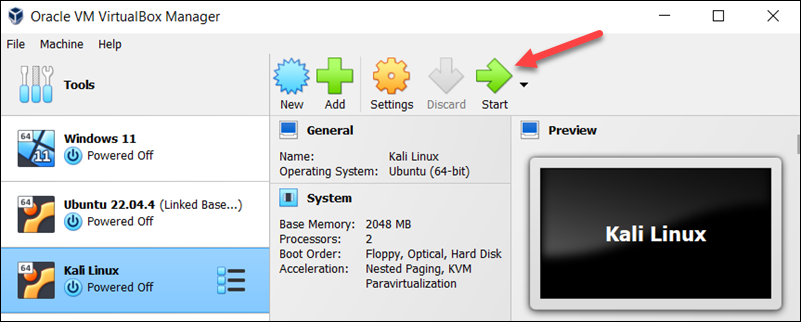 Oracle VM VirtualBox Manager
File Machine Help
Tools
New Add Settings Discard Start
64
11
Windows 11
Powered Off
64
Ubuntu 22.04.4 (Linked Base...)
Powered Off
64
Kali Linux
Powered Off
General
Name: Kali Linux
Operating System: Ubuntu (64-bit)
System
Base Memory: 2048 MB
Processors: 2
Boot Order: Floppy, Optical, Hard Disk
Acceleration: Nested Paging, KVM
Paravirtualization
Preview
Kali Linux